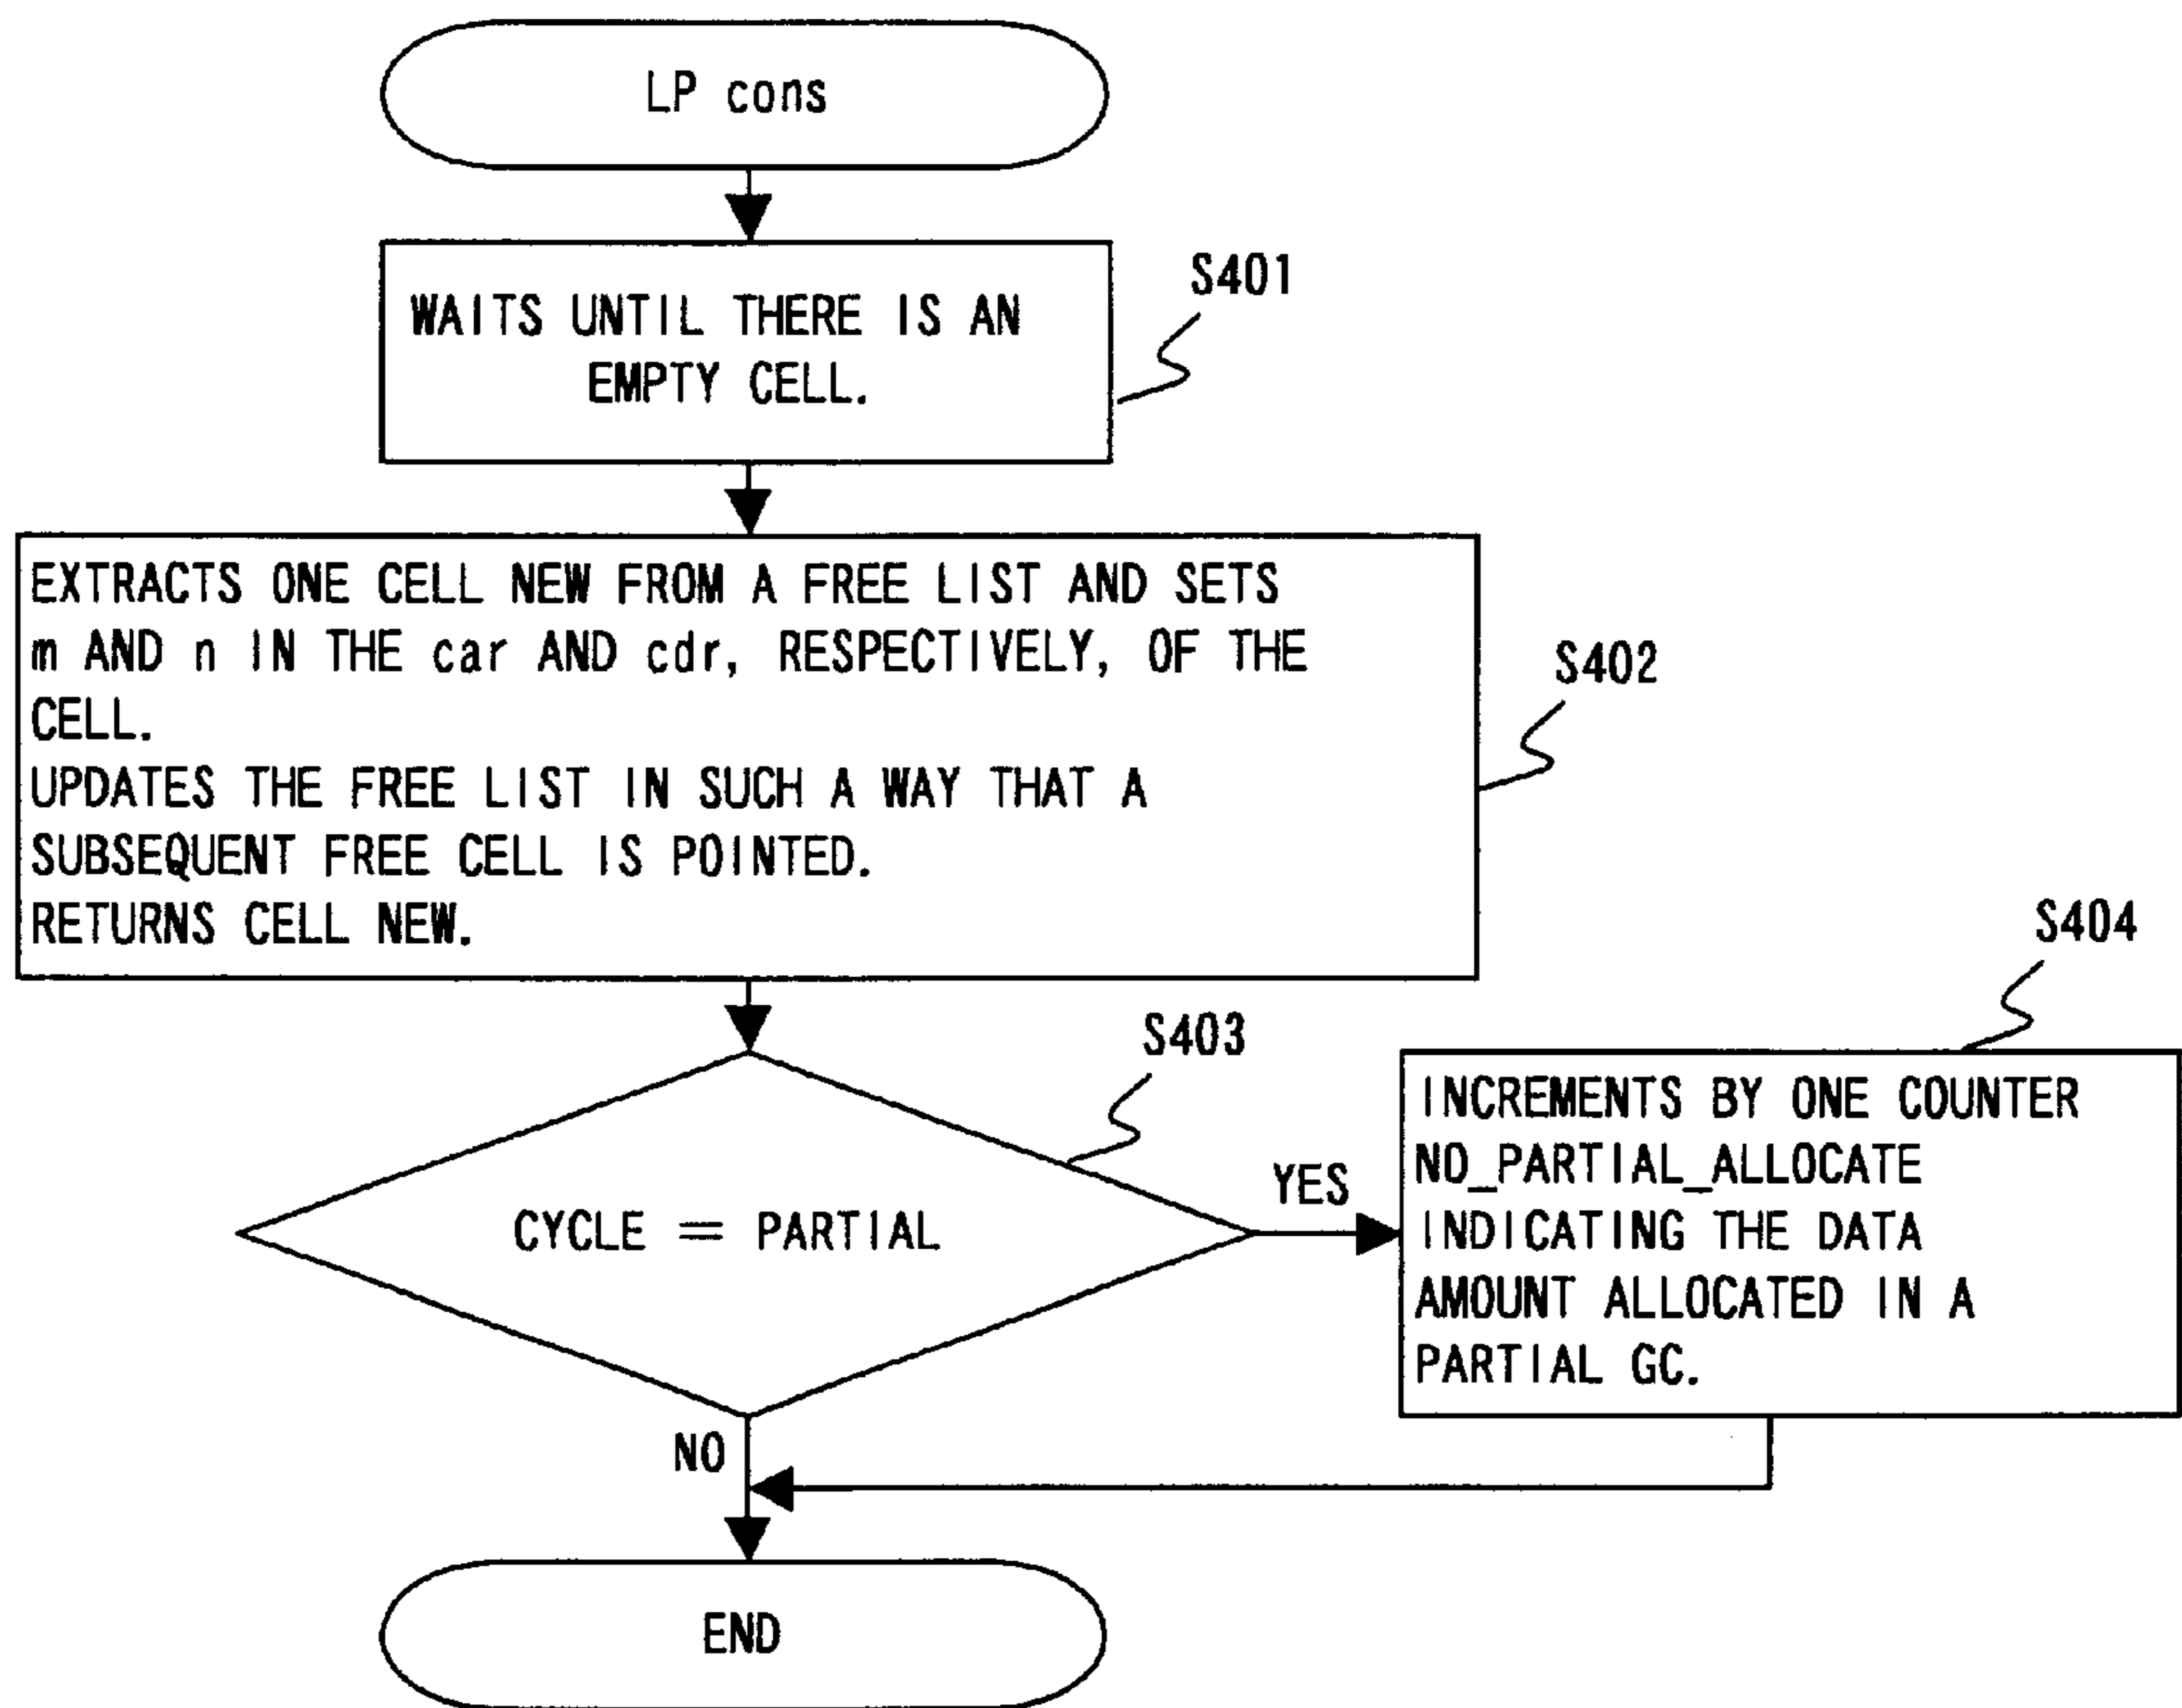 LP cons
WAITS UNTIL THERE IS AN
EMPTY CELL.
S401
EXTRACTS ONE CELL NEW FROM A FREE LIST AND SETS
m AND n IN THE car AND cdr, RESPECTIVELY, OF THE
CELL.
UPDATES THE FREE LIST IN SUCH A WAY THAT A
SUBSEQUENT FREE CELL IS POINTED.
RETURNS CELL NEW.
S402
CYCLE = PARTIAL
S403
YES
S404
INCREMENTS BY ONE COUNTER
NO_PARTIAL_ALLOCATE
INDICATING THE DATA
AMOUNT ALLOCATED IN A
PARTIAL GC.
NO
END